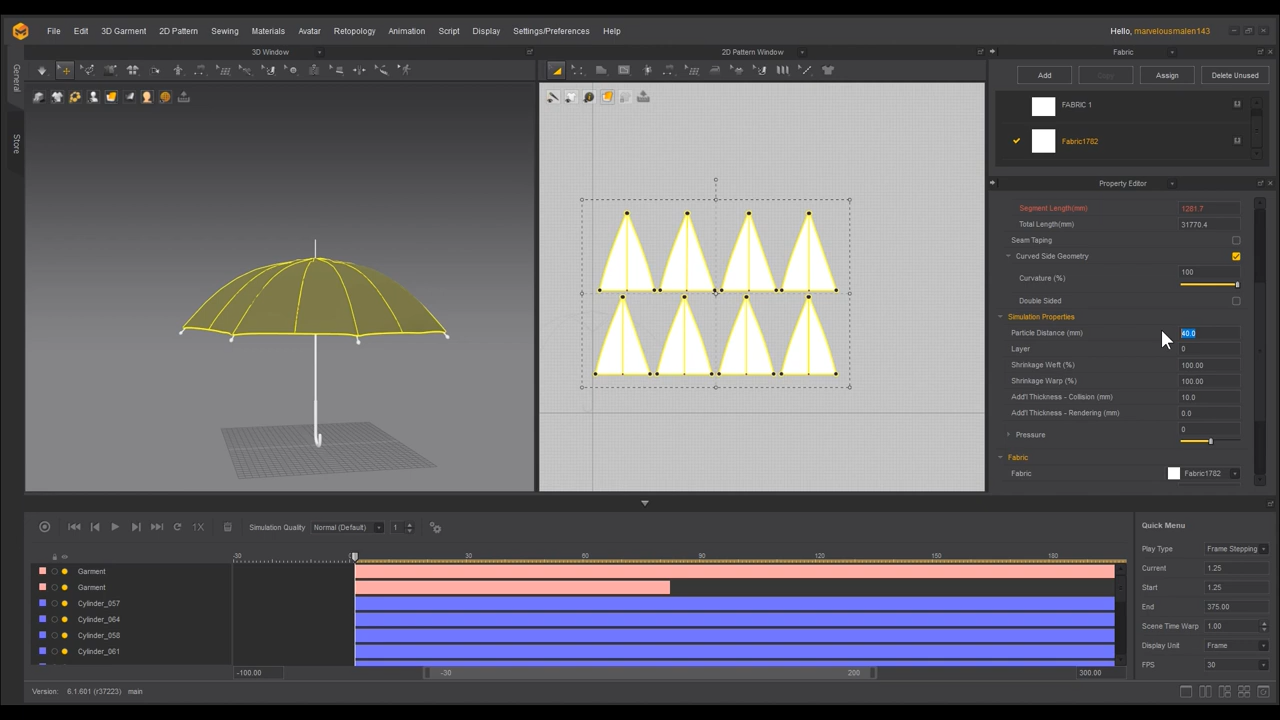 File Edit 3D Garment 2D Pattern Sewing Materials Avatar Retopology Animation Script Display Settings/Preferences Help Hello, marvelousmalen143
3D Window 2D Pattern Window Fabric
General
Store
Add Copy Assign Delete Unused
FABRIC 1
Fabric1782
Property Editor
Segment Length(mm) 1281.7
Total Length(mm) 31770.4
Seam Taping
Curved Side Geometry
Curvature (%) 100
Double Sided
Simulation Properties
Particle Distance (mm) 40.0
Layer 0
Shrinkage Weft (%) 100.00
Shrinkage Warp (%) 100.00
Add'l Thickness - Collision (mm) 10.0
Add'l Thickness - Rendering (mm) 0.0
Pressure 0
Fabric
Fabric Fabric1782
1X Simulation Quality Normal (Default) 1
-30 30 60 90 120 150 180
Garment
Garment
Cylinder_057
Cylinder_064
Cylinder_058
Cylinder_061
-100.00 -30 200 300.00
Quick Menu
Play Type Frame Stepping
Current 1.25
Start 1.25
End 375.00
Scene Time Warp 1.00
Display Unit Frame
FPS 30
Version: 6.1.601 (r37223) main